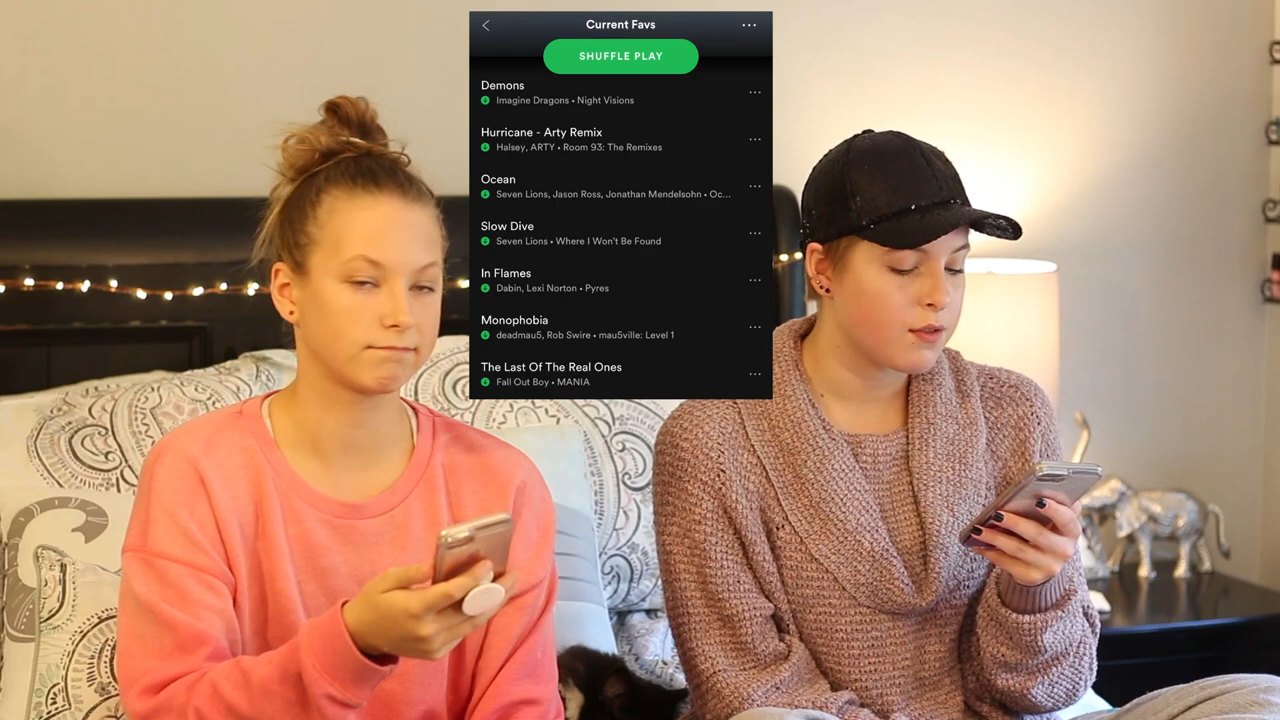 Current Favs
SHUFFLE PLAY
Demons
Imagine Dragons • Night Visions
Hurricane - Arty Remix
Halsey, ARTY • Room 93: The Remixes
Ocean
Seven Lions, Jason Ross, Jonathan Mendelsohn • Oc...
Slow Dive
Seven Lions • Where I Won't Be Found
In Flames
Dabin, Lexi Norton • Pyres
Monophobia
deadmau5, Rob Swire • mau5ville: Level 1
The Last Of The Real Ones
Fall Out Boy • MANIA